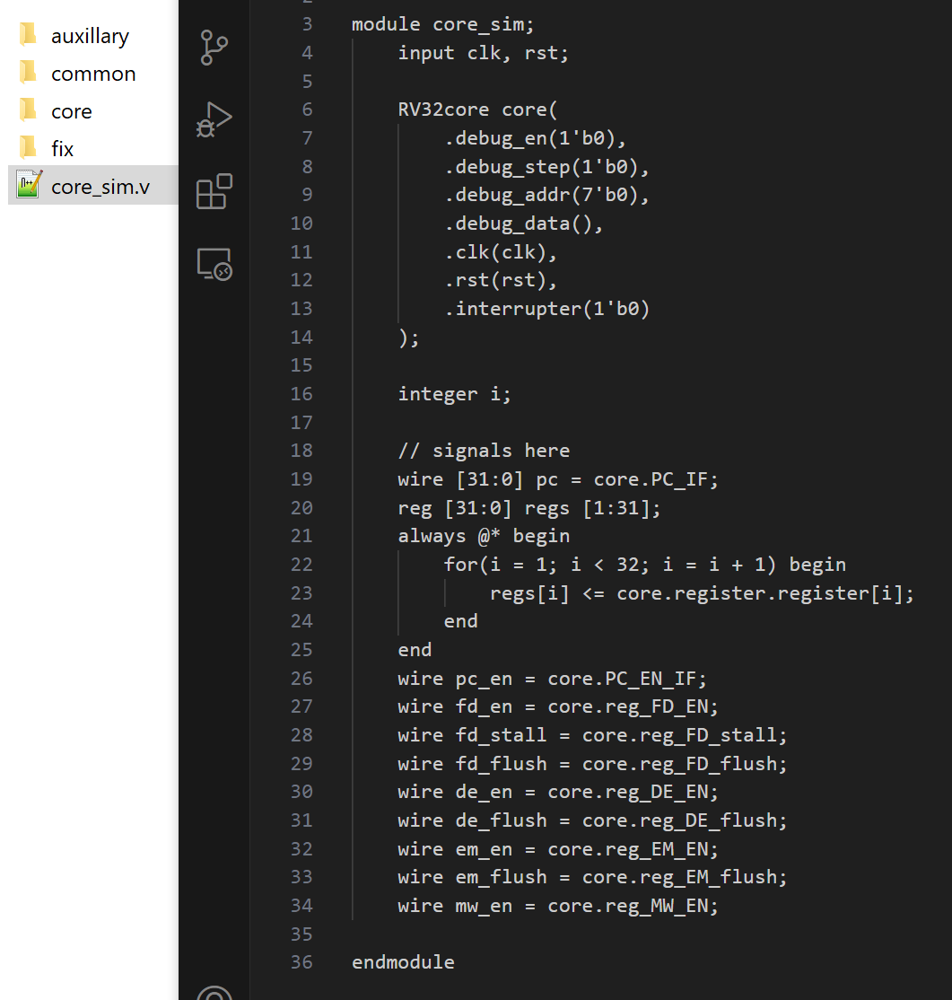 auxillary
common
core
fix
core_sim.v
3 module core_sim;
4 input clk, rst;
5
6 RV32core core(
7 .debug_en(1'b0),
8 .debug_step(1'b0),
9 .debug_addr(7'b0),
10 .debug_data(),
11 .clk(clk),
12 .rst(rst),
13 .interrupter(1'b0)
14 );
15
16 integer i;
17
18 // signals here
19 wire [31:0] pc = core.PC_IF;
20 reg [31:0] regs [1:31];
21 always @* begin
22 for(i = 1; i < 32; i = i + 1) begin
23 regs[i] <= core.register.register[i];
24 end
25 end
26 wire pc_en = core.PC_EN_IF;
27 wire fd_en = core.reg_FD_EN;
28 wire fd_stall = core.reg_FD_stall;
29 wire fd_flush = core.reg_FD_flush;
30 wire de_en = core.reg_DE_EN;
31 wire de_flush = core.reg_DE_flush;
32 wire em_en = core.reg_EM_EN;
33 wire em_flush = core.reg_EM_flush;
34 wire mw_en = core.reg_MW_EN;
35
36 endmodule